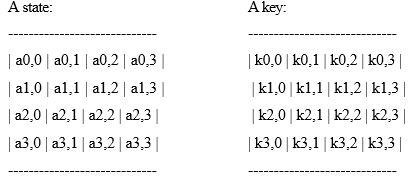 A state: A key:
---------------------------- ----------------------------
| a0,0 | a0,1 | a0,2 | a0,3 | | k0,0 | k0,1 | k0,2 | k0,3 |
| a1,0 | a1,1 | a1,2 | a1,3 | | k1,0 | k1,1 | k1,2 | k1,3 |
| a2,0 | a2,1 | a2,2 | a2,3 | | k2,0 | k2,1 | k2,2 | k2,3 |
| a3,0 | a3,1 | a3,2 | a3,3 | | k3,0 | k3,1 | k3,2 | k3,3 |
---------------------------- ----------------------------